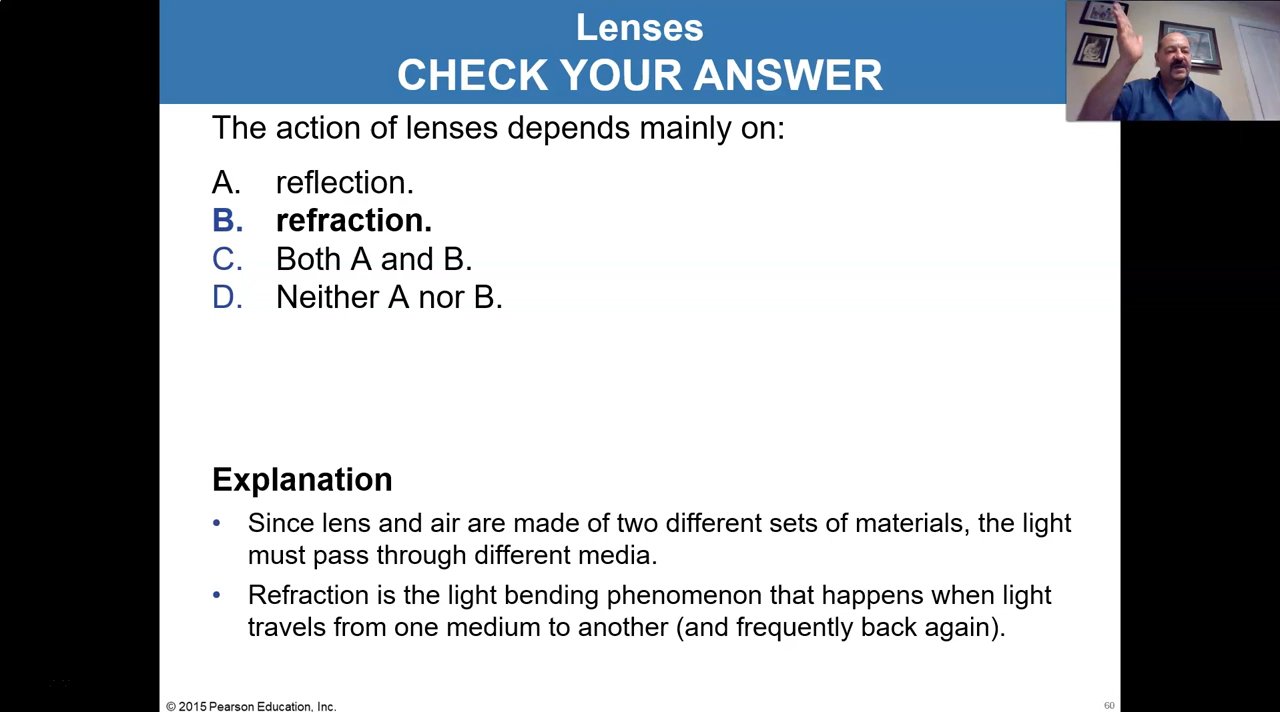 Lenses
CHECK YOUR ANSWER
The action of lenses depends mainly on:
A. reflection.
B. refraction.
C. Both A and B.
D. Neither A nor B.
Explanation
• Since lens and air are made of two different sets of materials, the light
must pass through different media.
• Refraction is the light bending phenomenon that happens when light
travels from one medium to another (and frequently back again).
© 2015 Pearson Education, Inc.
60